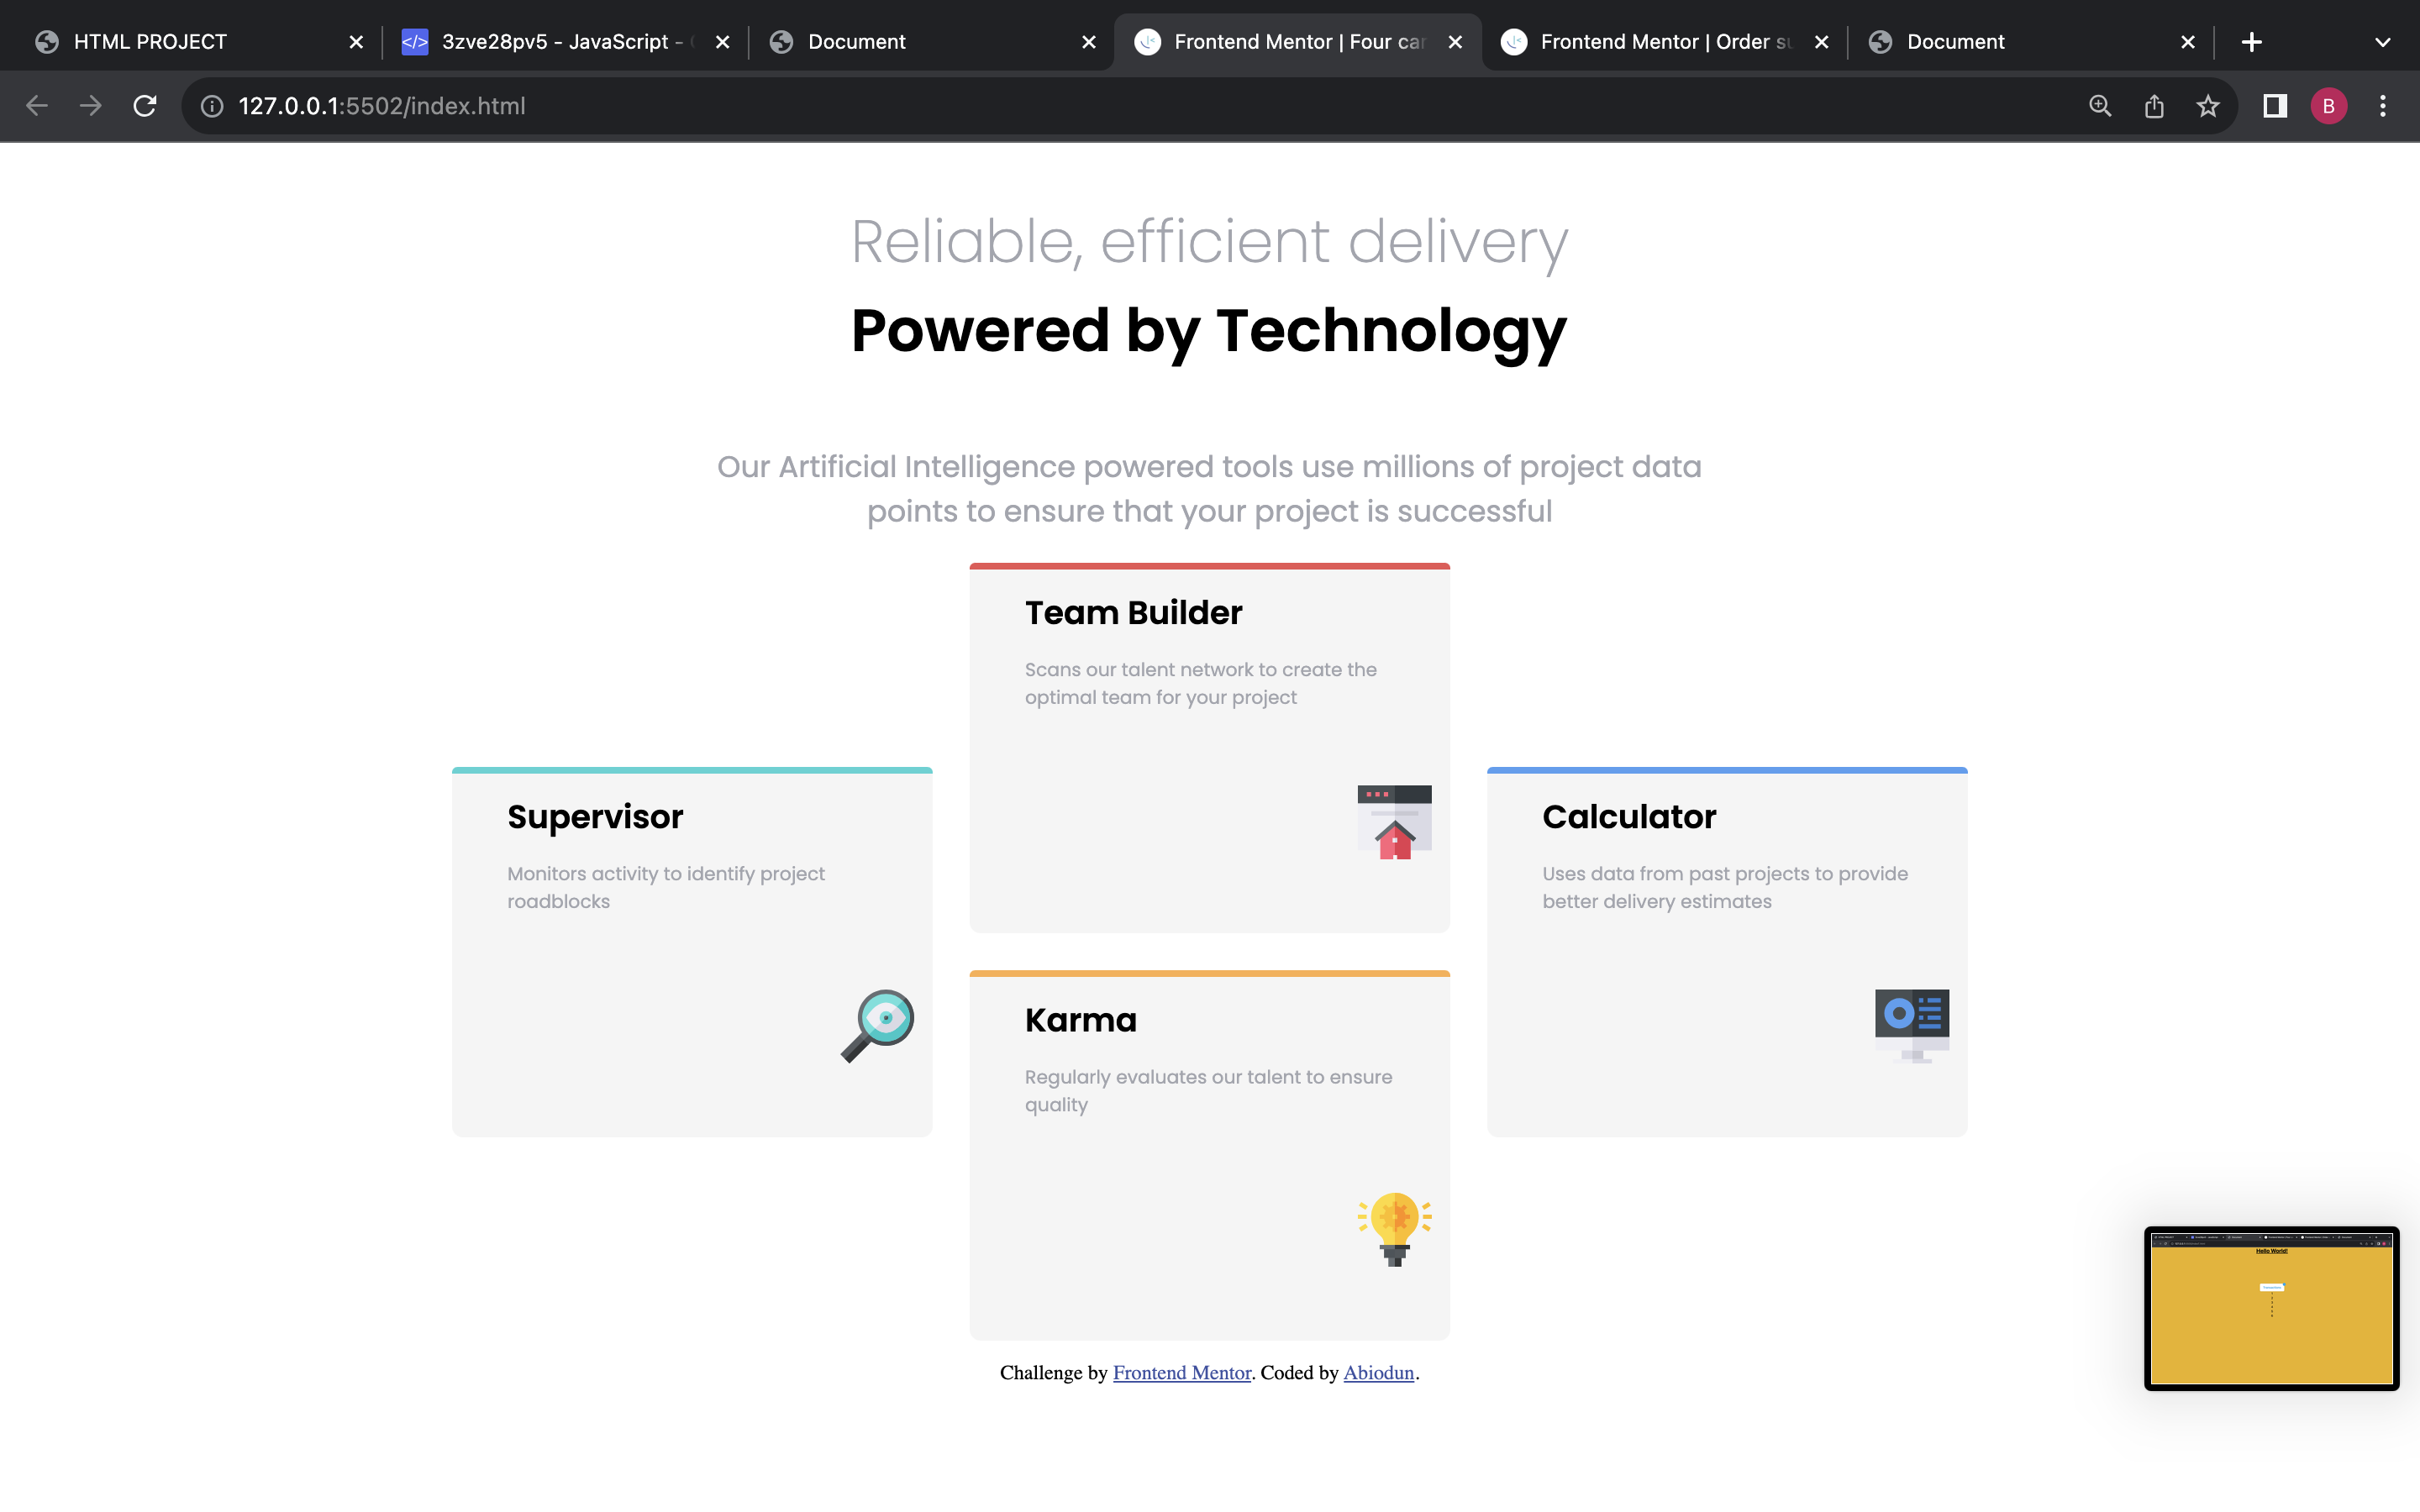 HTML PROJECT
3zve28pv5 - JavaScript -
Document
Frontend Mentor | Four car
Frontend Mentor | Order su
Document
127.0.0.1:5502/index.html
B
Reliable, efficient delivery
Powered by Technology
Our Artificial Intelligence powered tools use millions of project data
points to ensure that your project is successful
Team Builder
Scans our talent network to create the
optimal team for your project
Supervisor
Monitors activity to identify project
roadblocks
Calculator
Uses data from past projects to provide
better delivery estimates
Karma
Regularly evaluates our talent to ensure
quality
Hello World!
Challenge by Frontend Mentor. Coded by Abiodun.